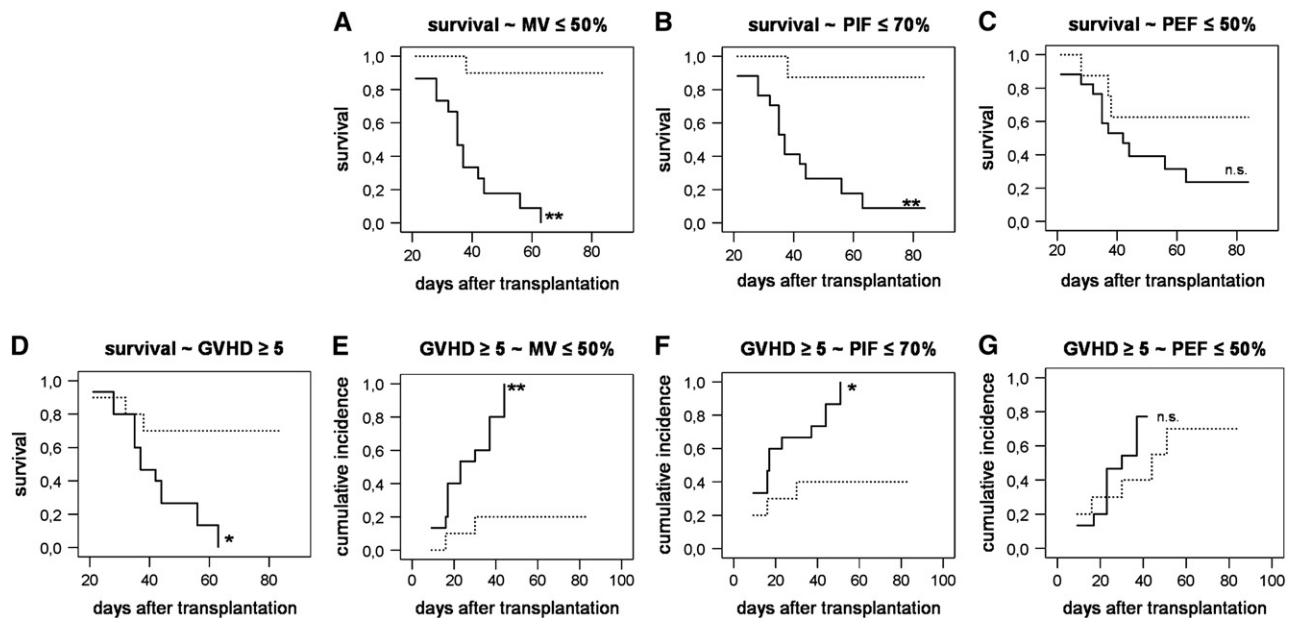 A survival ~ MV ≤ 50%
1,0
0,8
0,6
0,4
0,2
0,0
survival
**
20 40 60 80
days after transplantation
B survival ~ PIF ≤ 70%
1,0
0,8
0,6
0,4
0,2
0,0
survival
**
20 40 60 80
days after transplantation
C survival ~ PEF ≤ 50%
1,0
0,8
0,6
0,4
0,2
0,0
survival
n.s.
20 40 60 80
days after transplantation
D survival ~ GVHD ≥ 5
1,0
0,8
0,6
0,4
0,2
0,0
survival
*
20 40 60 80
days after transplantation
E GVHD ≥ 5 ~ MV ≤ 50%
1,0
0,8
0,6
0,4
0,2
0,0
cumulative incidence
**
0 20 40 60 80 100
days after transplantation
F GVHD ≥ 5 ~ PIF ≤ 70%
1,0
0,8
0,6
0,4
0,2
0,0
cumulative incidence
*
0 20 40 60 80 100
days after transplantation
G GVHD ≥ 5 ~ PEF ≤ 50%
1,0
0,8
0,6
0,4
0,2
0,0
cumulative incidence
n.s.
0 20 40 60 80 100
days after transplantation